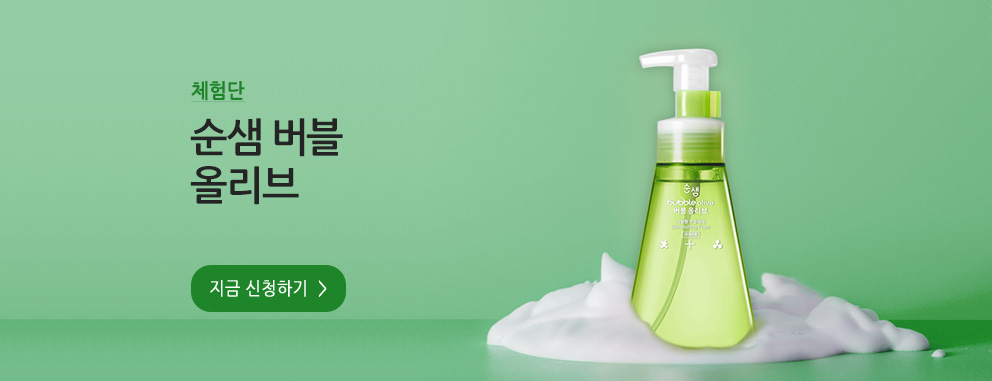 체험단
순샘 버블
올리브
지금 신청하기 >
순샘
bubble olive
버블 올리브